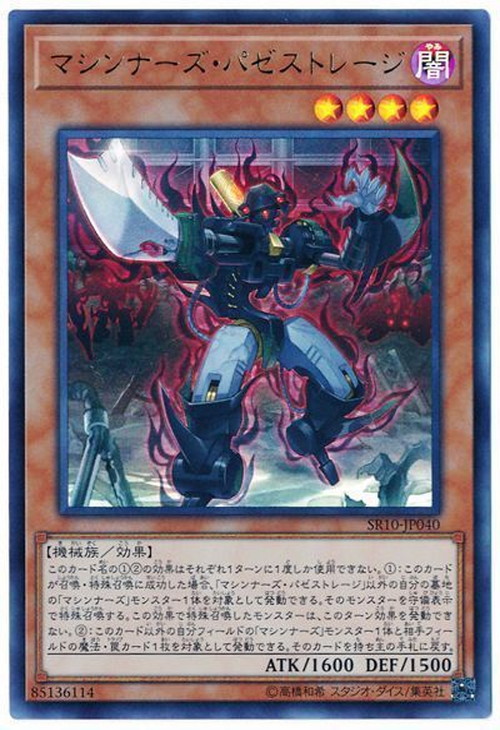 マシンナーズ・パゼストレージ
闇
SR10-JP040
【機械族／効果】
このカード名の①②の効果はそれぞれ1ターンに1度しか使用できない。①：このカード
が召喚・特殊召喚に成功した場合、「マシンナーズ・パゼストレージ」以外の自分の墓地
の「マシンナーズ」モンスター1体を対象として発動できる。そのモンスターを守備表示
で特殊召喚する。この効果で特殊召喚したモンスターは、このターン効果を発動できな
い。②：このカード以外の自分フィールドの「マシンナーズ」モンスター1体と相手フィ
ールドの魔法・罠カード1枚を対象として発動できる。そのカードを持ち主の手札に戻す。
ATK/1600 DEF/1500
85136114
©高橋和希 スタジオ・ダイス/集英社